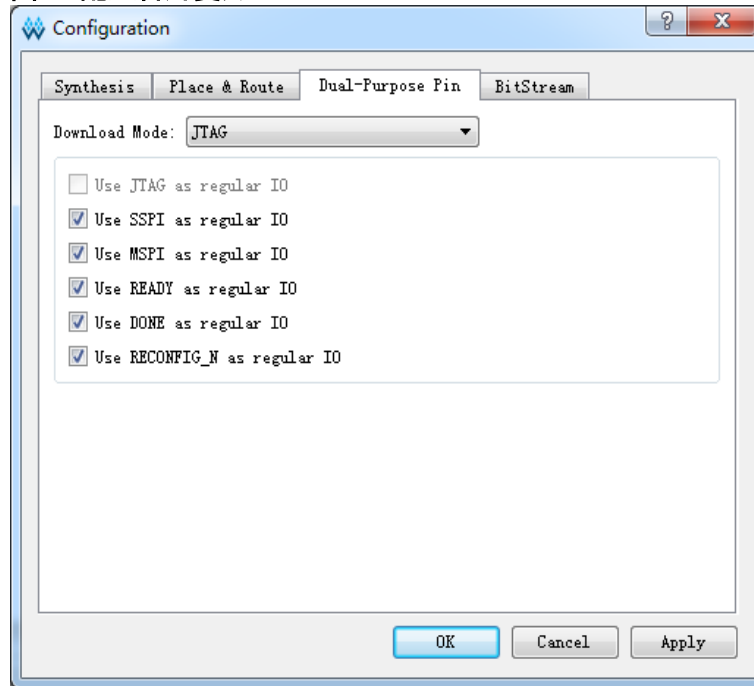 Configuration
Synthesis Place & Route Dual-Purpose Pin BitStream
Download Mode: JTAG
Use JTAG as regular IO
Use SSPI as regular IO
Use MSPI as regular IO
Use READY as regular IO
Use DONE as regular IO
Use RECONFIG_N as regular IO
OK Cancel Apply